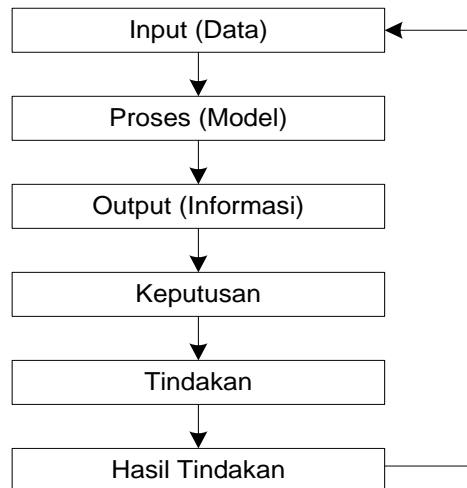 Input (Data)
Proses (Model)
Output (Informasi)
Keputusan
Tindakan
Hasil Tindakan